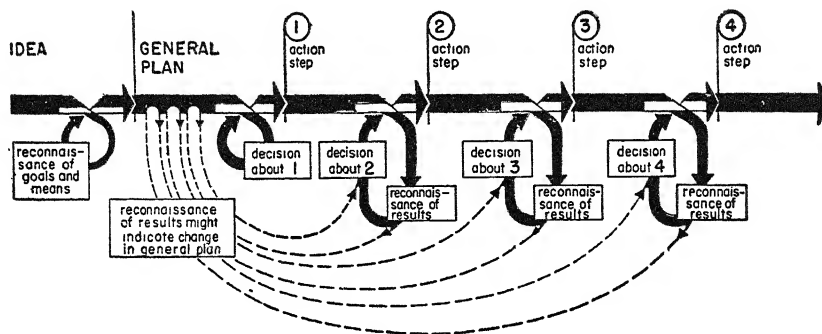 IDEA
GENERAL
PLAN
1
action
step
2
action
step
3
action
step
4
action
step
reconnais-
sance of
goals and
means
decision
about 1
decision
about 2
reconnais-
sance of
results
decision
about 3
reconnais-
sance of
results
decision
about 4
reconnais-
sance of
results
reconnaissance
of results might
indicate change
in general plan